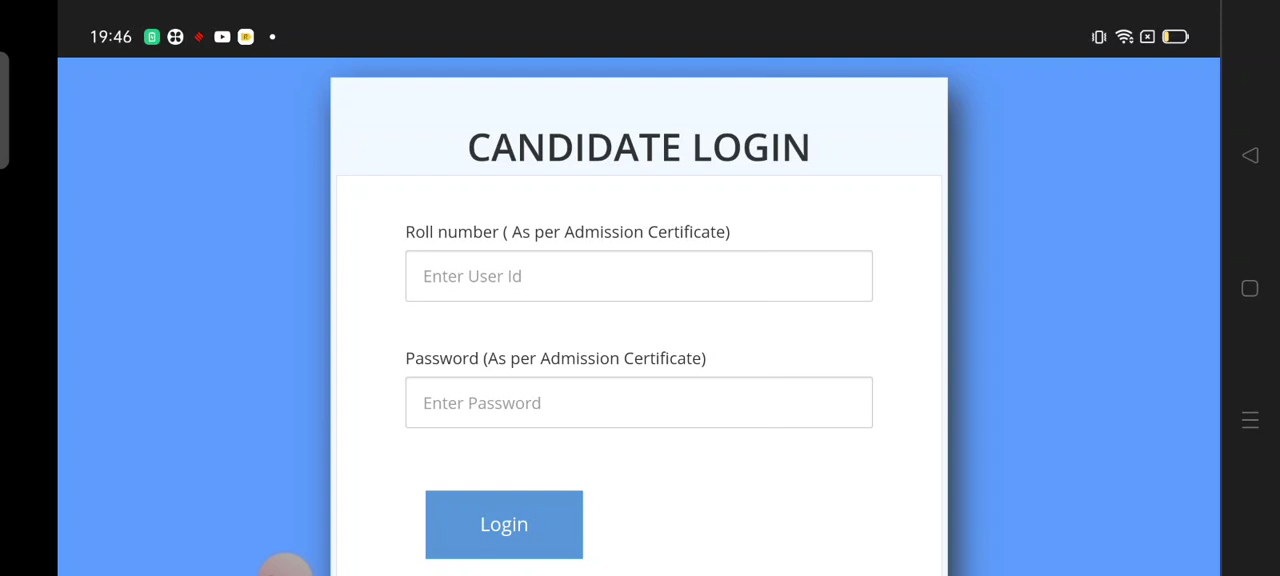 19:46
CANDIDATE LOGIN
Roll number ( As per Admission Certificate)
Enter User Id
Password (As per Admission Certificate)
Enter Password
Login